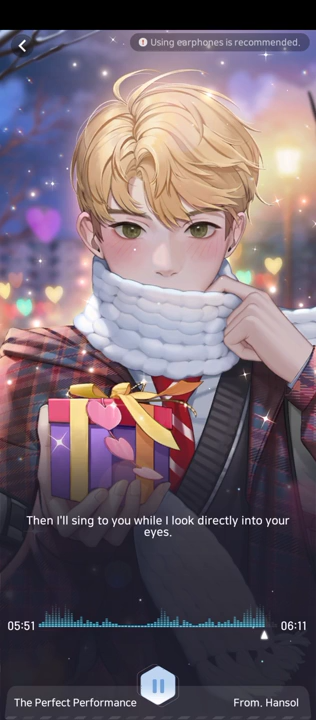 Using earphones is recommended.
Then I'll sing to you while I look directly into your
eyes.
05:51
06:11
The Perfect Performance
From. Hansol